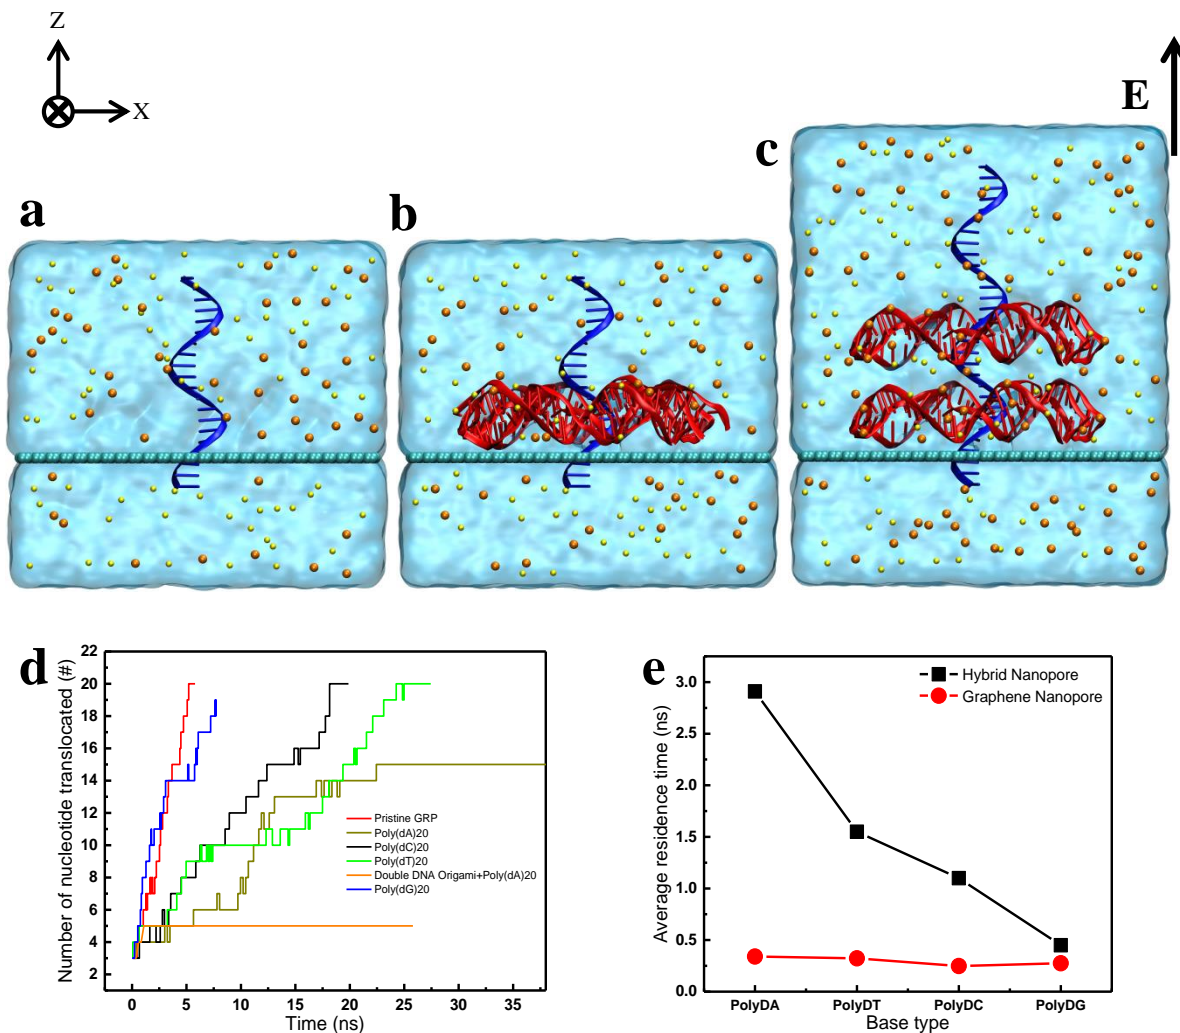 Z
X
E
a
b
c
d
22
20
18
16
14
12
10
8
6
4
2
Number of nucleotide translocated (#)
Pristine GRP
Poly(dA)20
Poly(dC)20
Poly(dT)20
Double DNA Origami+Poly(dA)20
Poly(dG)20
0 5 10 15 20 25 30 35
Time (ns)
e
3.0
2.5
2.0
1.5
1.0
0.5
0.0
Average residence time (ns)
Hybrid Nanopore
Graphene Nanopore
PolyDA PolyDT PolyDC PolyDG
Base type